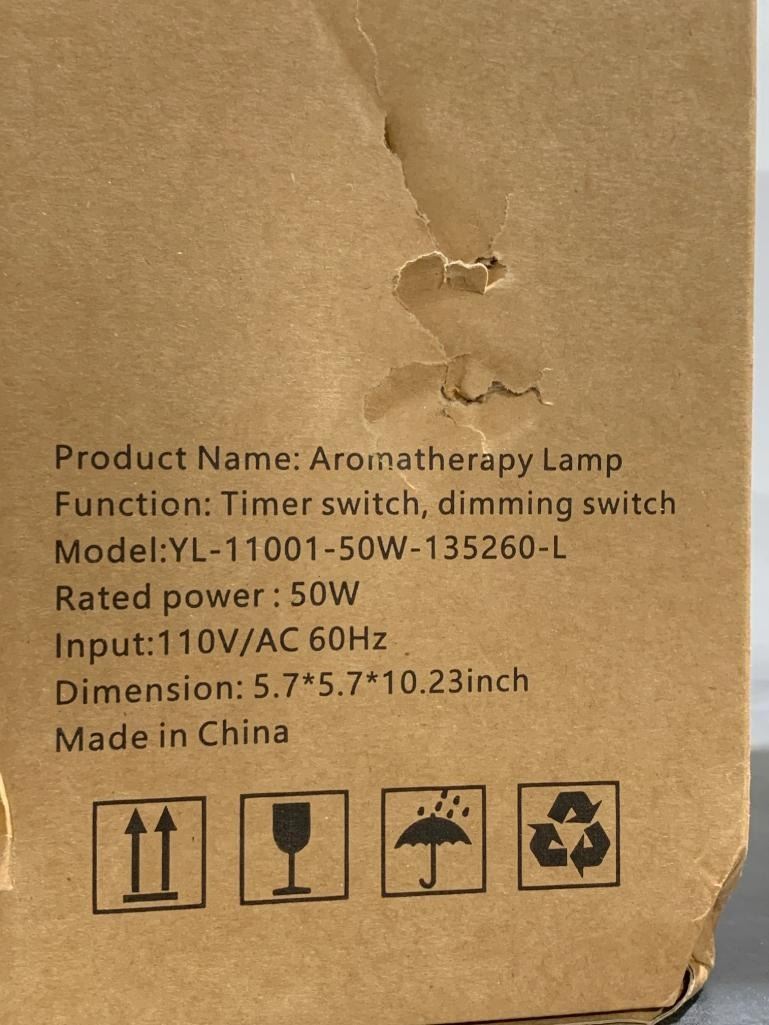 Product Name: Aromatherapy Lamp
Function: Timer switch, dimming switch
Model:YL-11001-50W-135260-L
Rated power : 50W
Input:110V/AC 60Hz
Dimension: 5.7*5.7*10.23inch
Made in China